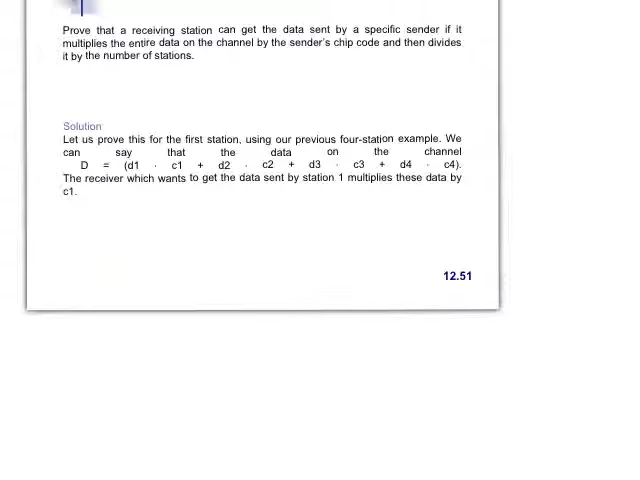 Prove that a receiving station can get the data sent by a specific sender if it
multiplies the entire data on the channel by the sender's chip code and then divides
it by the number of stations.
Solution
Let us prove this for the first station, using our previous four-station example. We
can say that the data on the channel
D = (d1 ⋅ c1 + d2 ⋅ c2 + d3 ⋅ c3 + d4 ⋅ c4).
The receiver which wants to get the data sent by station 1 multiplies these data by
c1.
12.51